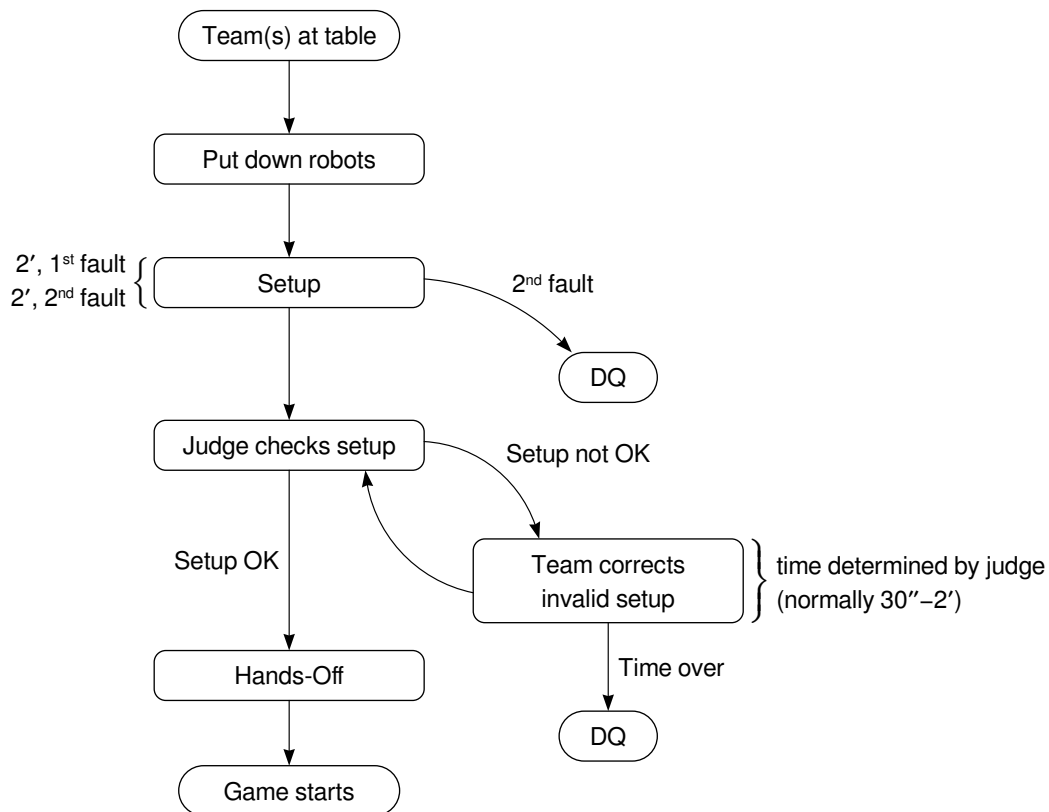 Team(s) at table
Put down robots
2′, 1st fault
2′, 2nd fault
Setup
2nd fault
DQ
Judge checks setup
Setup not OK
Setup OK
Team corrects
invalid setup
time determined by judge
(normally 30″–2′)
Hands-Off
Time over
DQ
Game starts